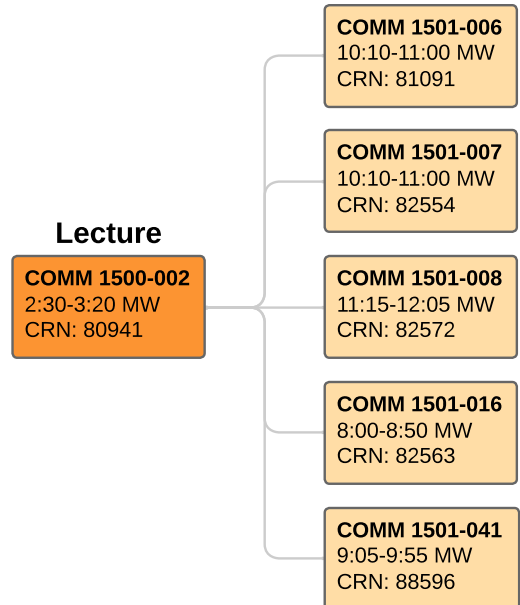 Lecture
COMM 1500-002
2:30-3:20 MW
CRN: 80941
COMM 1501-006
10:10-11:00 MW
CRN: 81091
COMM 1501-007
10:10-11:00 MW
CRN: 82554
COMM 1501-008
11:15-12:05 MW
CRN: 82572
COMM 1501-016
8:00-8:50 MW
CRN: 82563
COMM 1501-041
9:05-9:55 MW
CRN: 88596